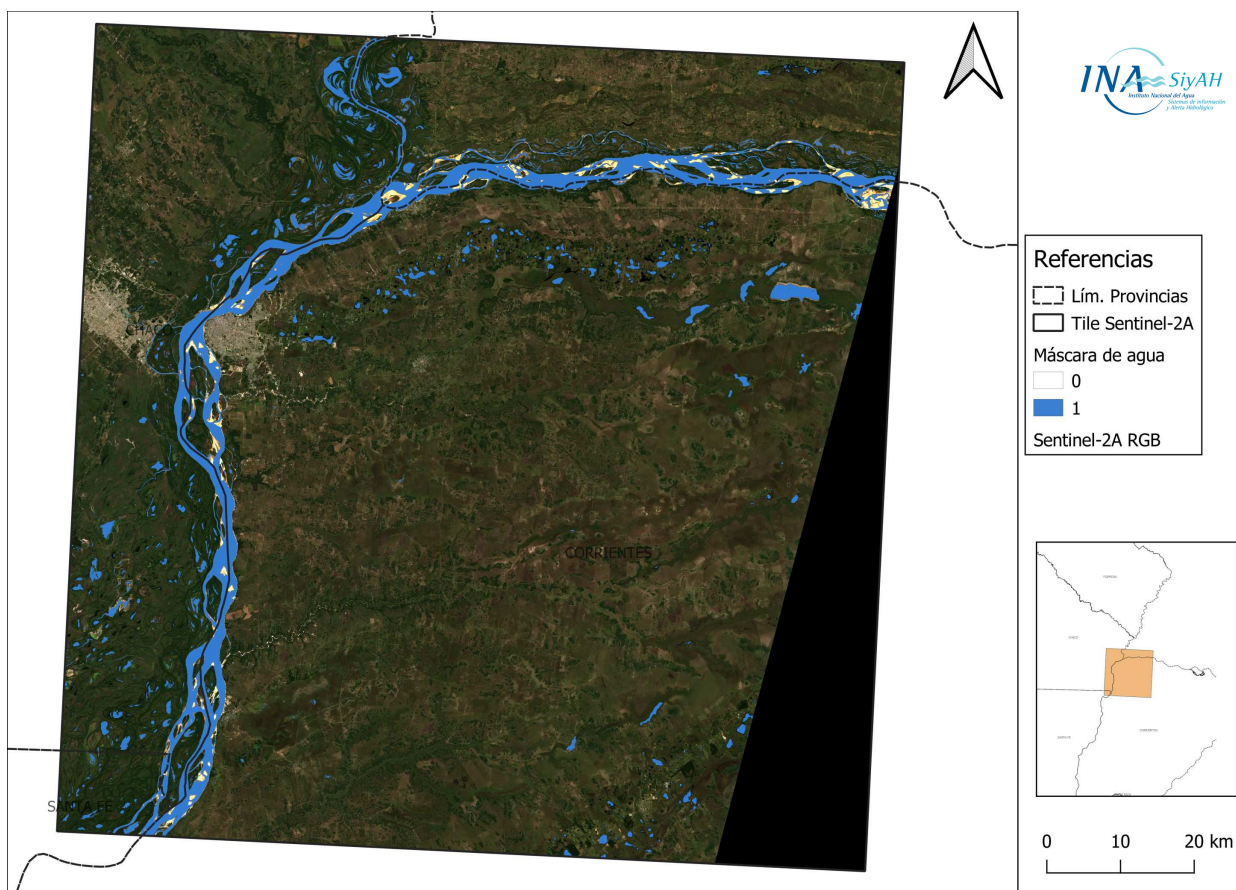 INA SiyAH
Instituto Nacional del Agua
Sistemas de Información
y Alerta Hidrológico
Referencias
Lím. Provincias
Tile Sentinel-2A
Máscara de agua
0
1
Sentinel-2A RGB
CORRIENTES
SANTA FE
0 10 20 km